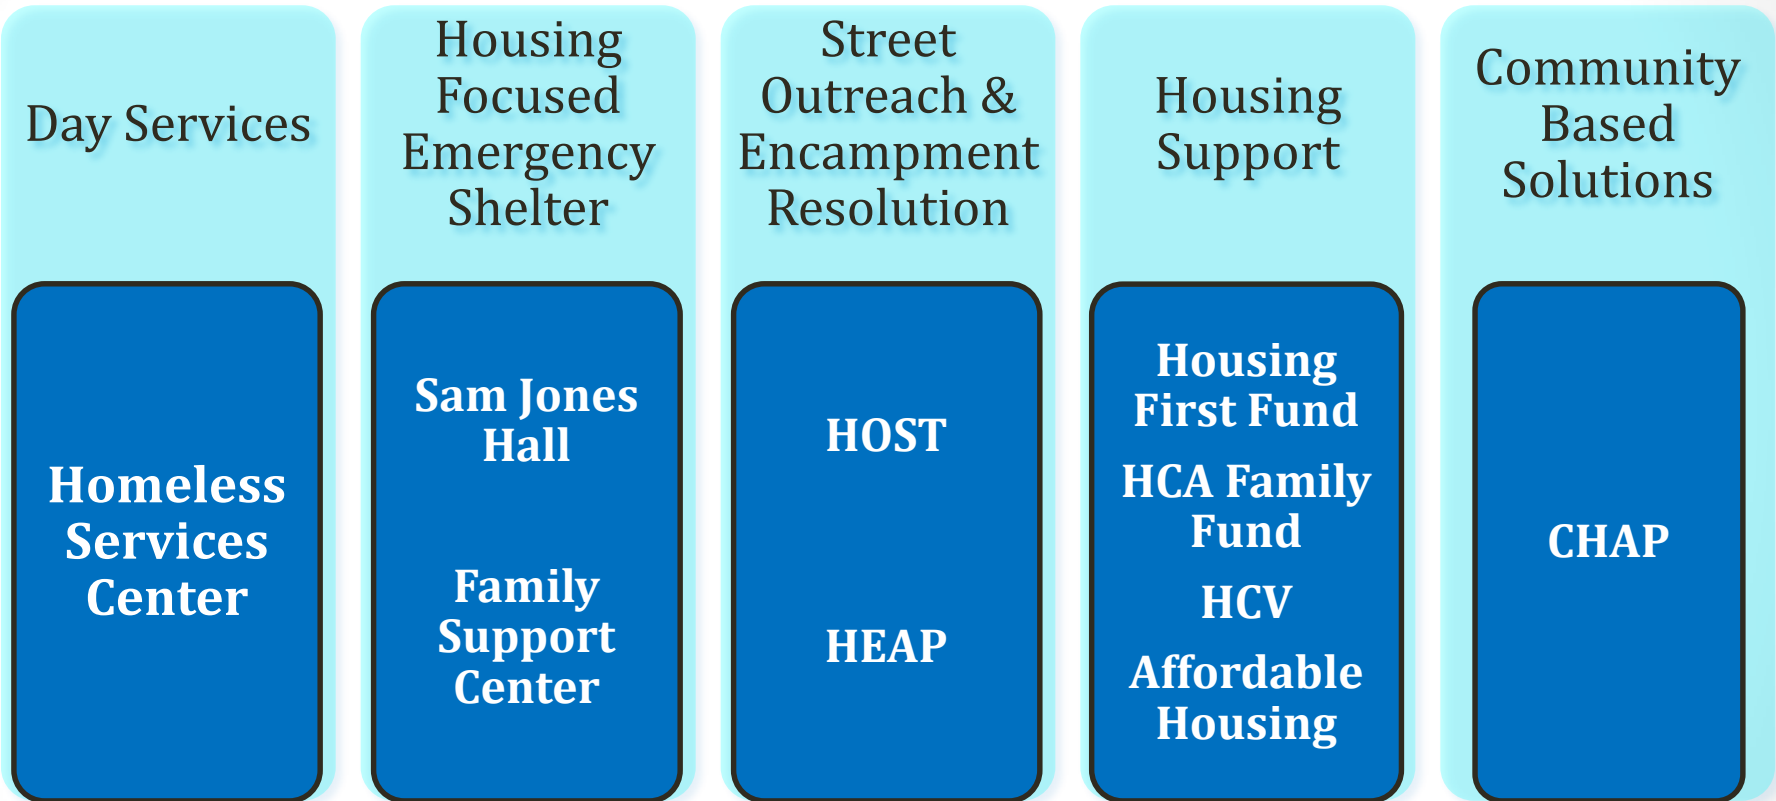 Day Services
Homeless
Services
Center
Housing
Focused
Emergency
Shelter
Sam Jones
Hall
Family
Support
Center
Street
Outreach &
Encampment
Resolution
HOST
HEAP
Housing
Support
Housing
First Fund
HCA Family
Fund
HCV
Affordable
Housing
Community
Based
Solutions
CHAP